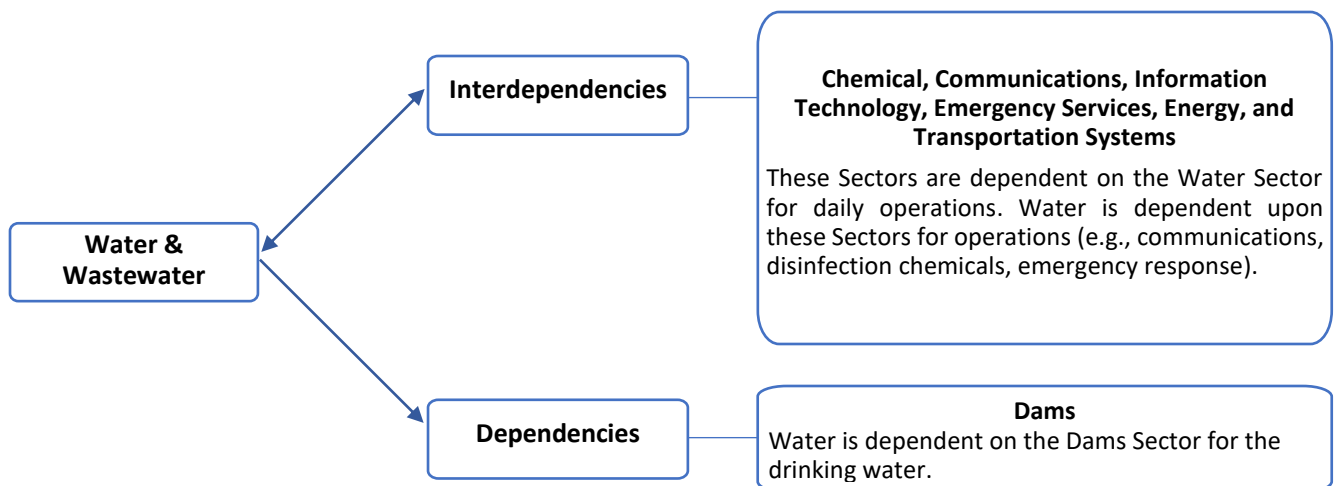 Interdependencies
Chemical, Communications, Information
Technology, Emergency Services, Energy, and
Transportation Systems
These Sectors are dependent on the Water Sector
for daily operations. Water is dependent upon
these Sectors for operations (e.g., communications,
disinfection chemicals, emergency response).
Water &
Wastewater
Dependencies
Dams
Water is dependent on the Dams Sector for the
drinking water.